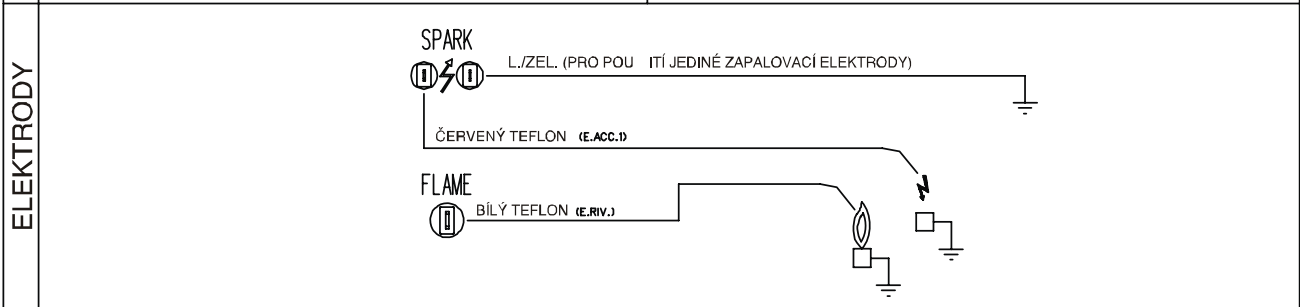 ELEKTRODY
SPARK
L./ZEL. (PRO POU ITÍ JEDINÉ ZAPALOVACÍ ELEKTRODY)
ČERVENÝ TEFLON (E.ACC.1)
FLAME
BÍLÝ TEFLON (E.RIV.)